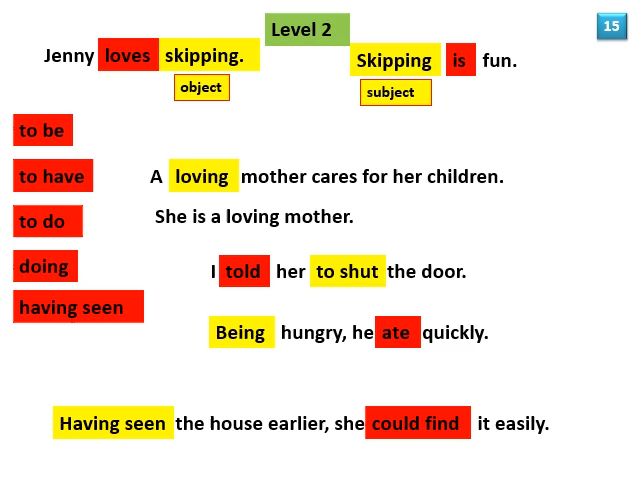 Level 2
15
Jenny loves skipping.
Skipping is fun.
object
subject
to be
to have
to do
doing
having seen
A loving mother cares for her children.
She is a loving mother.
I told her to shut the door.
Being hungry, he ate quickly.
Having seen the house earlier, she could find it easily.